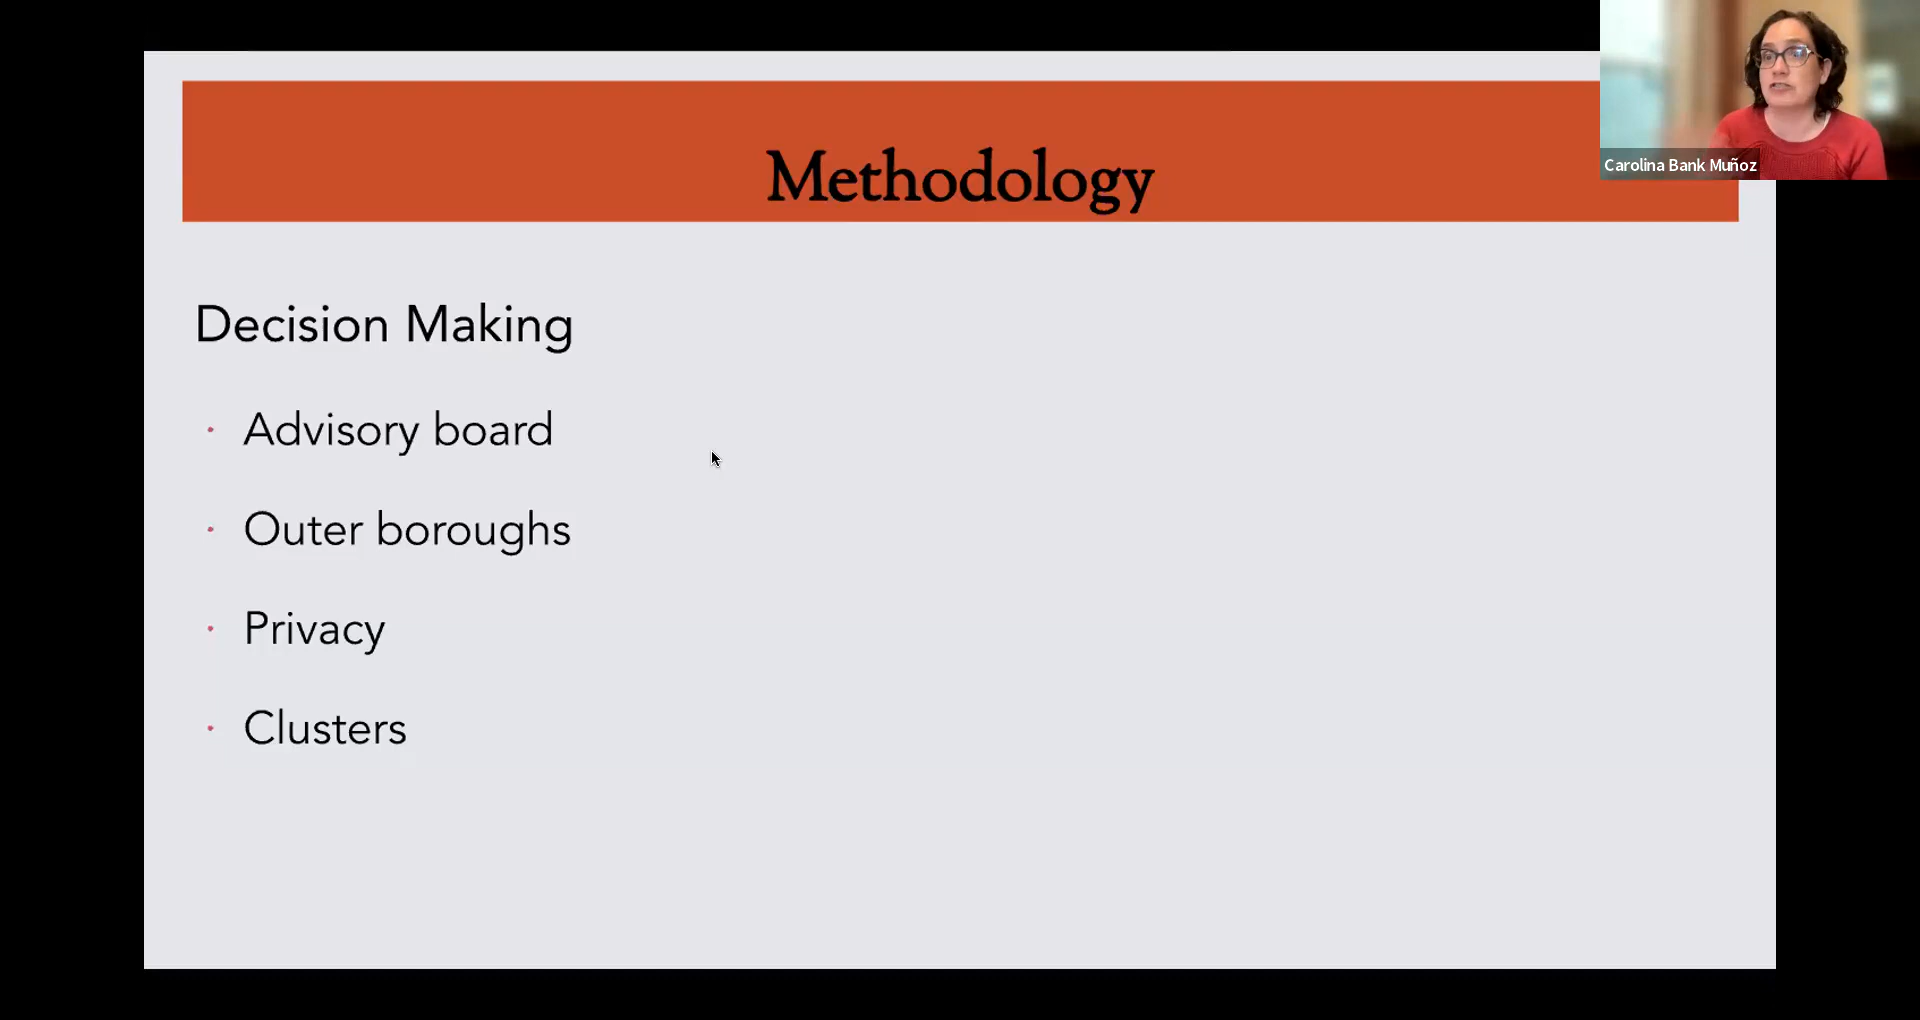 Methodology
Carolina Bank Muñoz
Decision Making
· Advisory board
· Outer boroughs
· Privacy
· Clusters